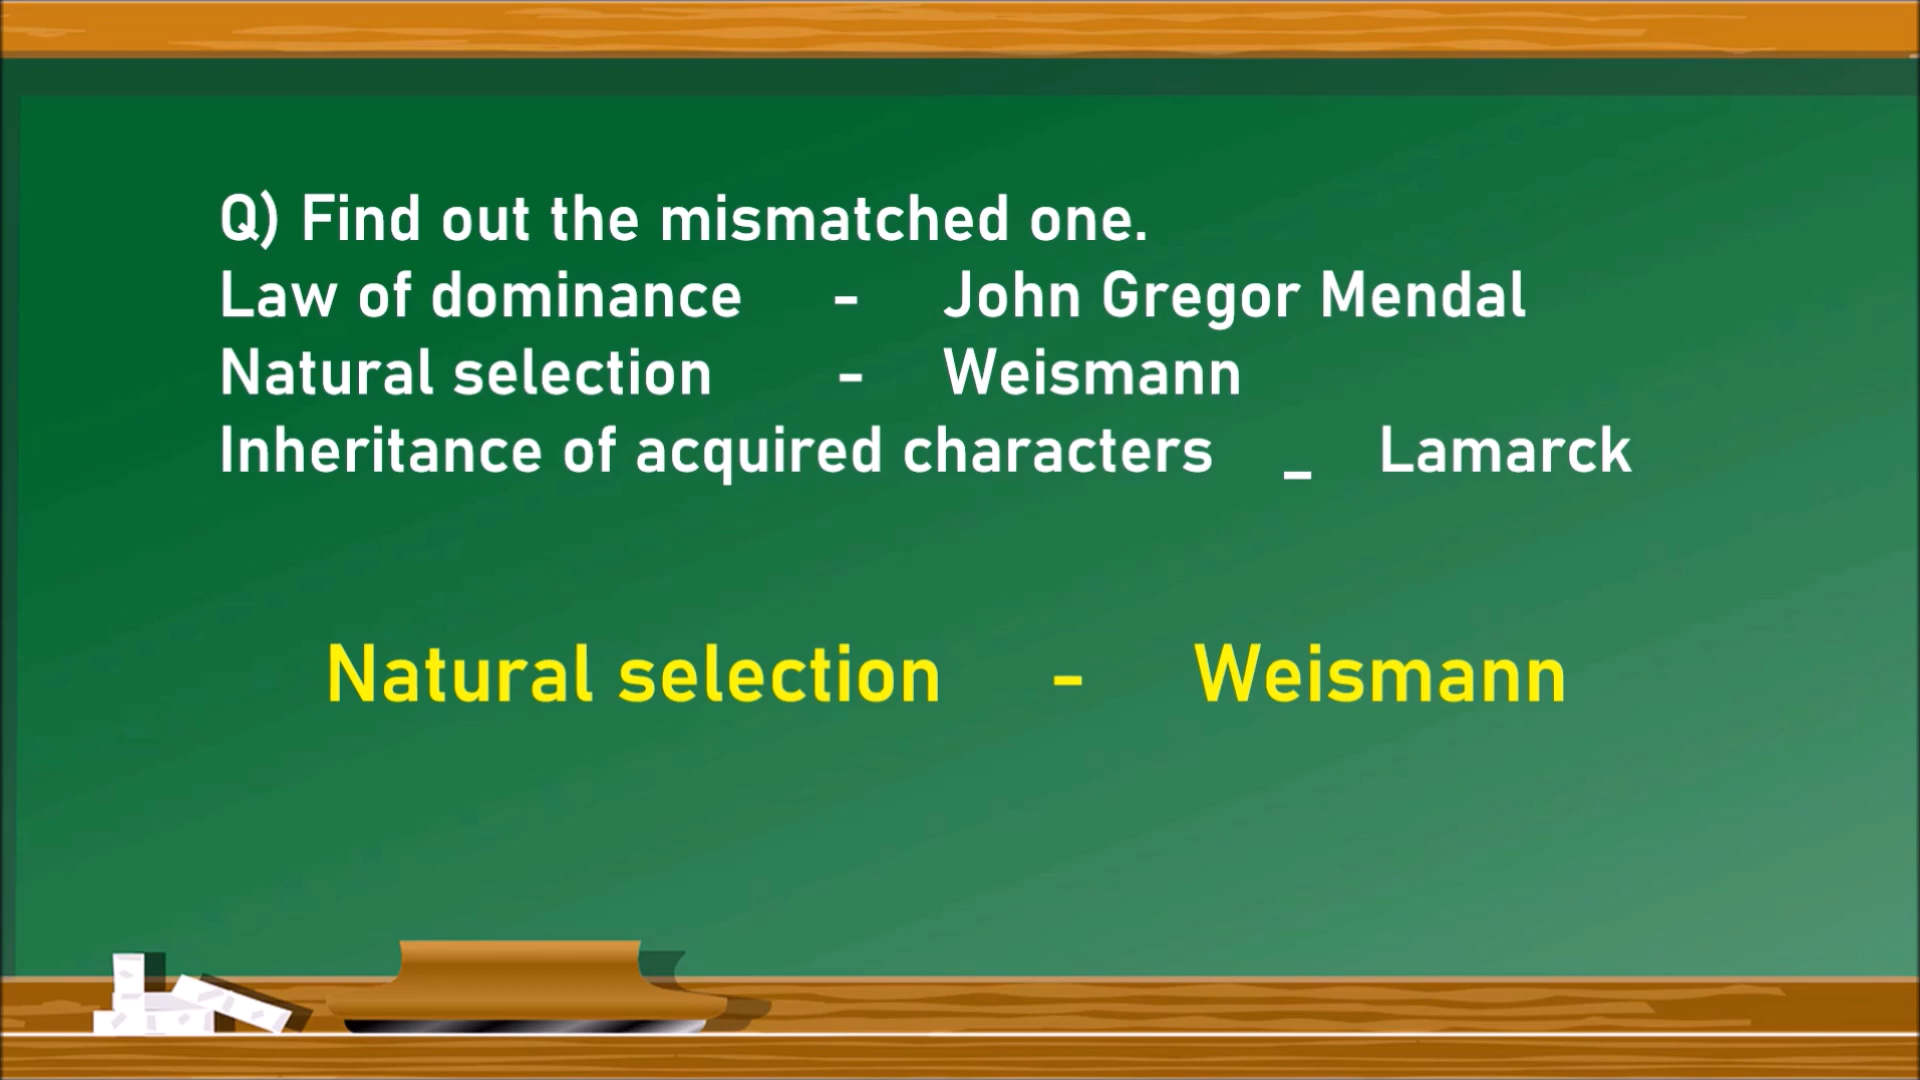 Q) Find out the mismatched one.
Law of dominance - John Gregor Mendal
Natural selection - Weismann
Inheritance of acquired characters _ Lamarck
Natural selection - Weismann